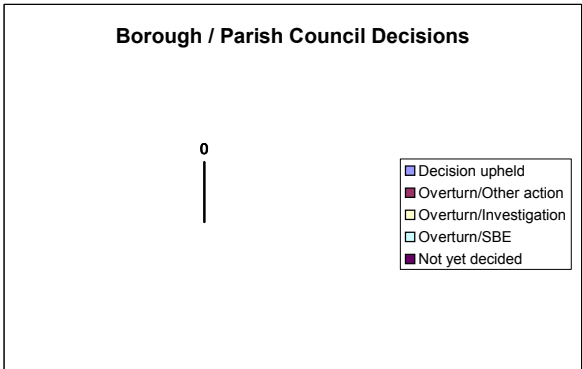 Borough / Parish Council Decisions
0
Decision upheld
Overturn/Other action
Overturn/Investigation
Overturn/SBE
Not yet decided